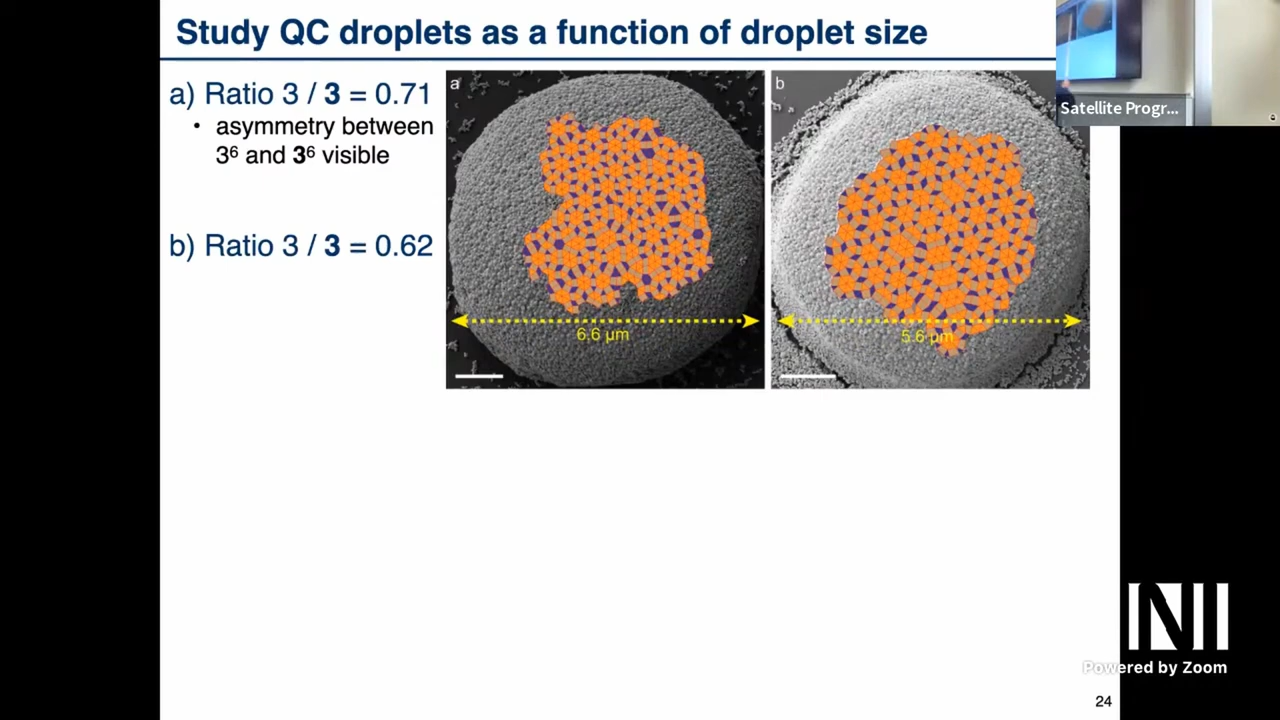 Study QC droplets as a function of droplet size
a) Ratio 3 / 3 = 0.71
• asymmetry between
3⁶ and 3⁶ visible
b) Ratio 3 / 3 = 0.62
a
6.6 µm
b
5.6 µm
Satellite Progr...
NII
Powered by Zoom
24